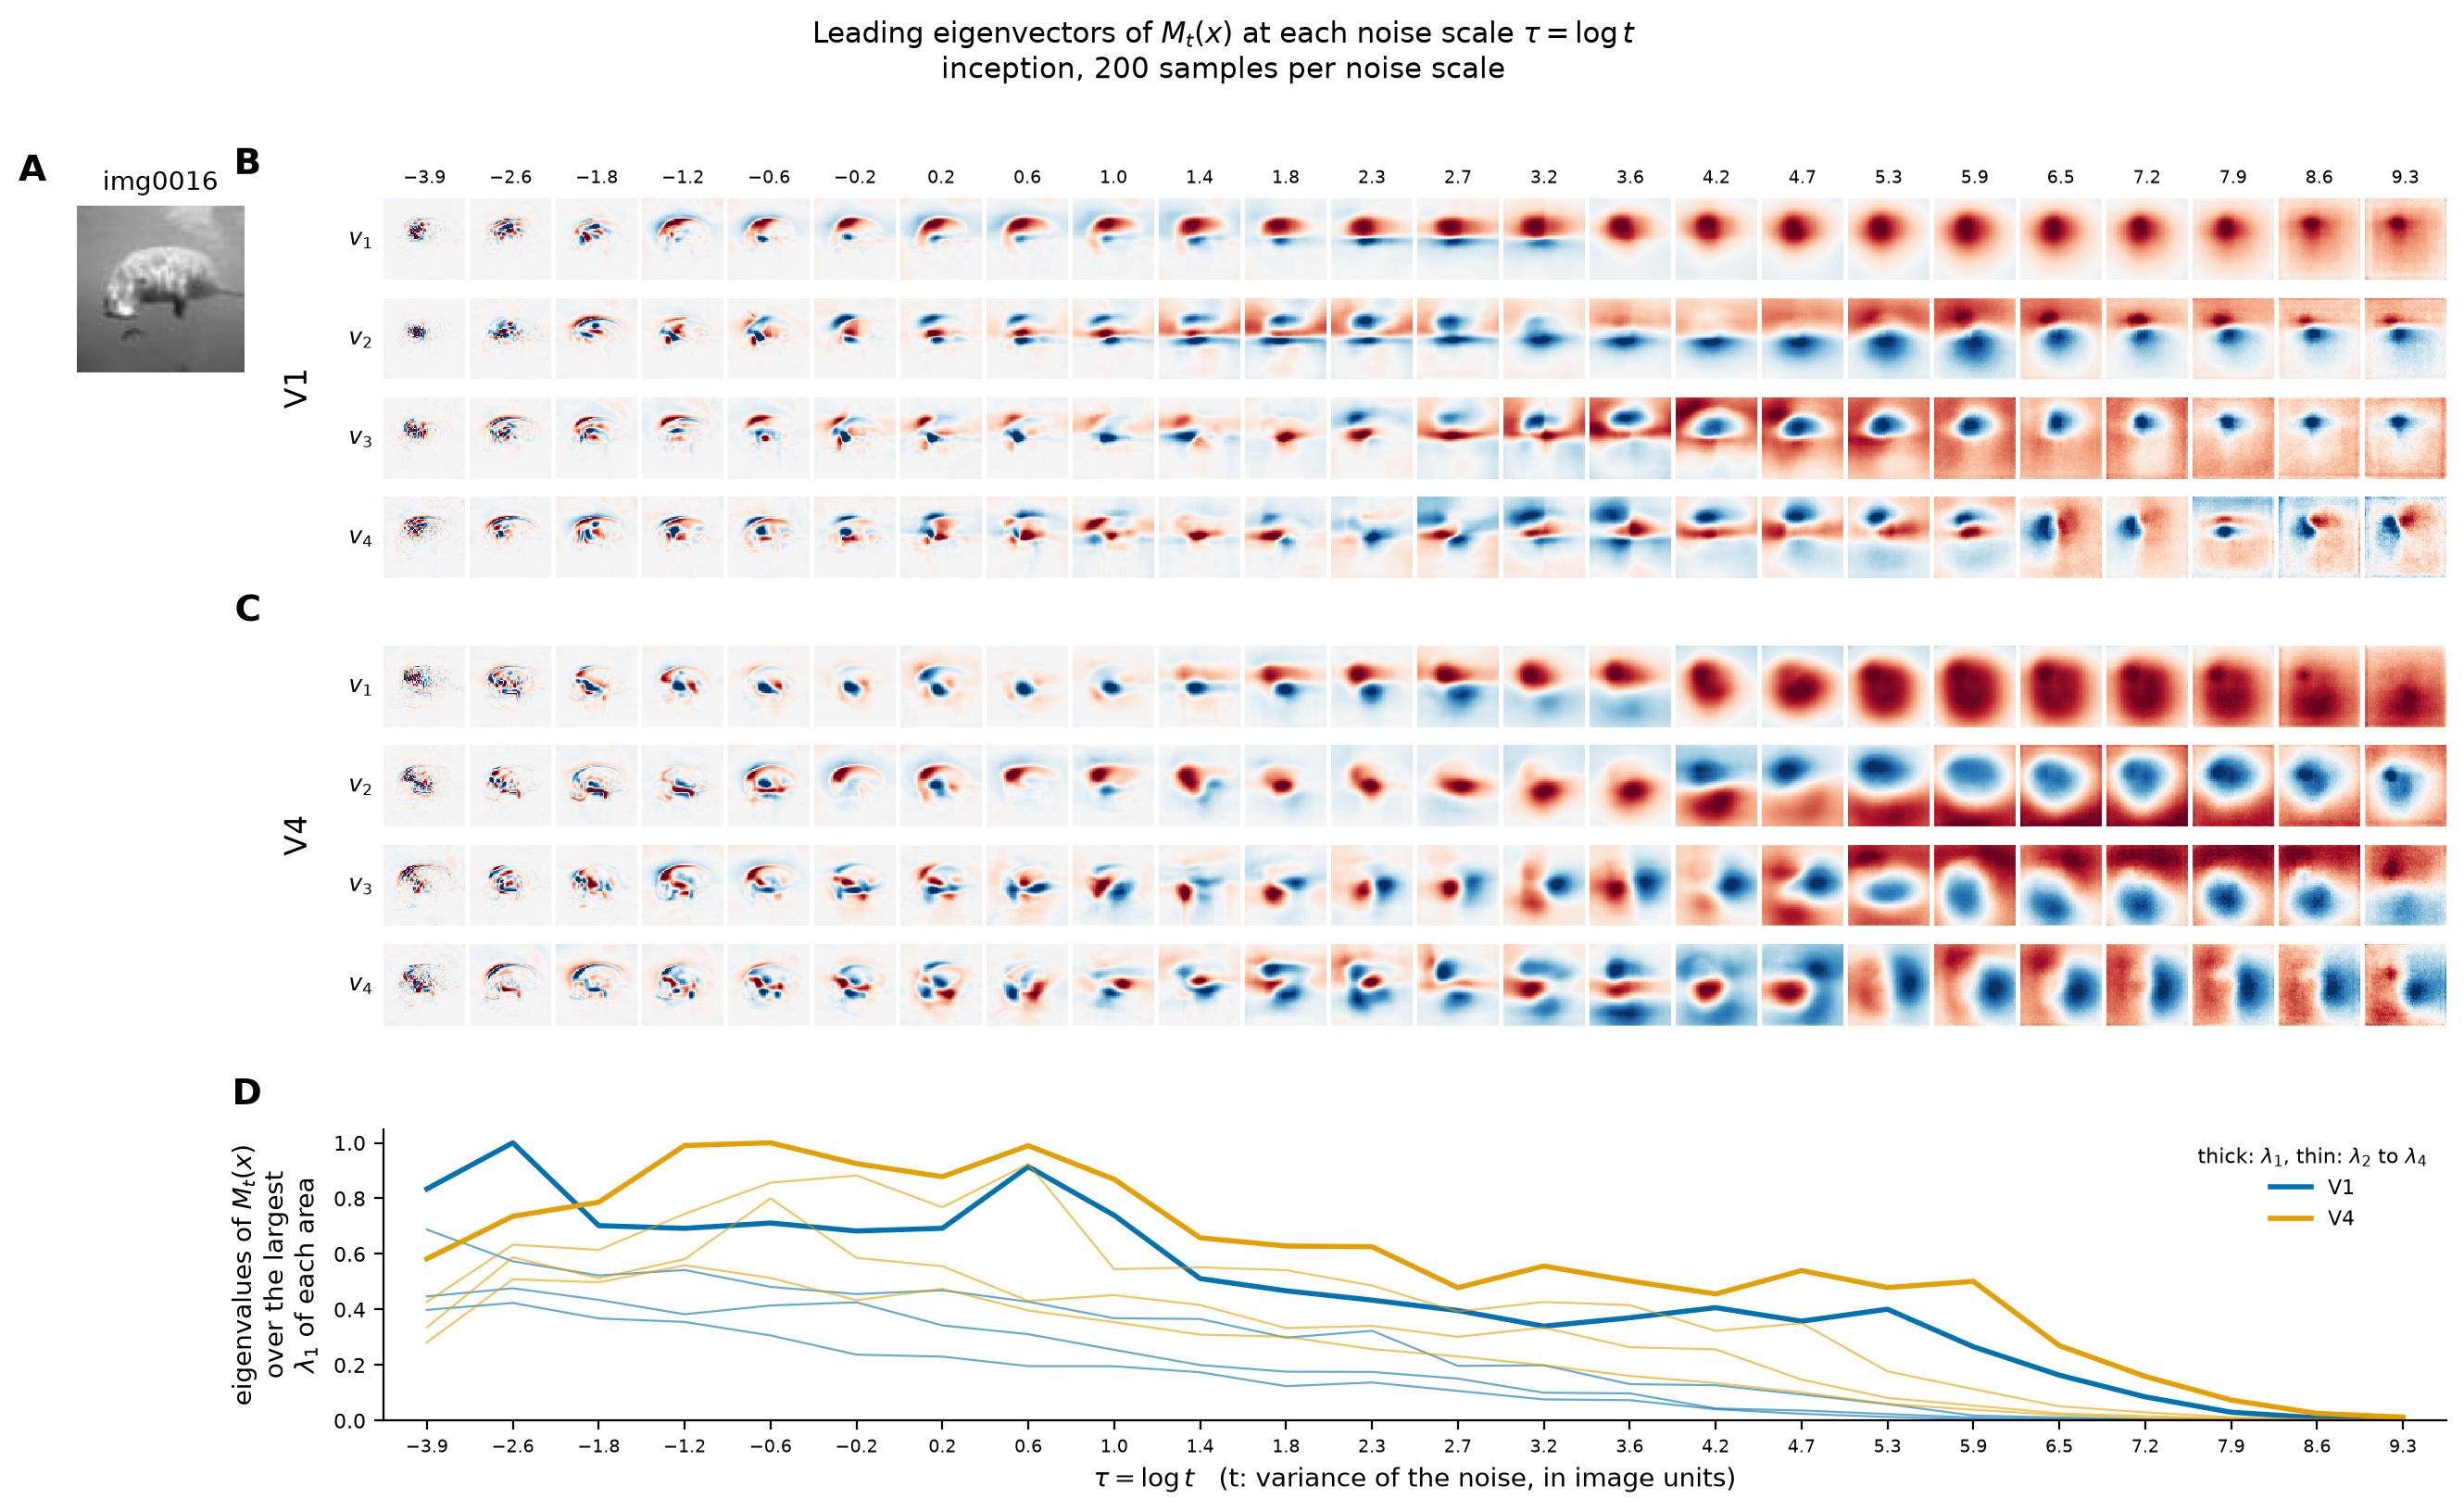 Leading eigenvectors of M_t(x) at each noise scale τ = log t
inception, 200 samples per noise scale
A
img0016
B
−3.9 −2.6 −1.8 −1.2 −0.6 −0.2 0.2 0.6 1.0 1.4 1.8 2.3 2.7 3.2 3.6 4.2 4.7 5.3 5.9 6.5 7.2 7.9 8.6 9.3
V1
v₁
v₂
v₃
v₄
C
V4
v₁
v₂
v₃
v₄
D
eigenvalues of M_t(x)
over the largest
λ₁ of each area
1.0
0.8
0.6
0.4
0.2
0.0
thick: λ₁, thin: λ₂ to λ₄
V1
V4
−3.9 −2.6 −1.8 −1.2 −0.6 −0.2 0.2 0.6 1.0 1.4 1.8 2.3 2.7 3.2 3.6 4.2 4.7 5.3 5.9 6.5 7.2 7.9 8.6 9.3
τ = log t (t: variance of the noise, in image units)